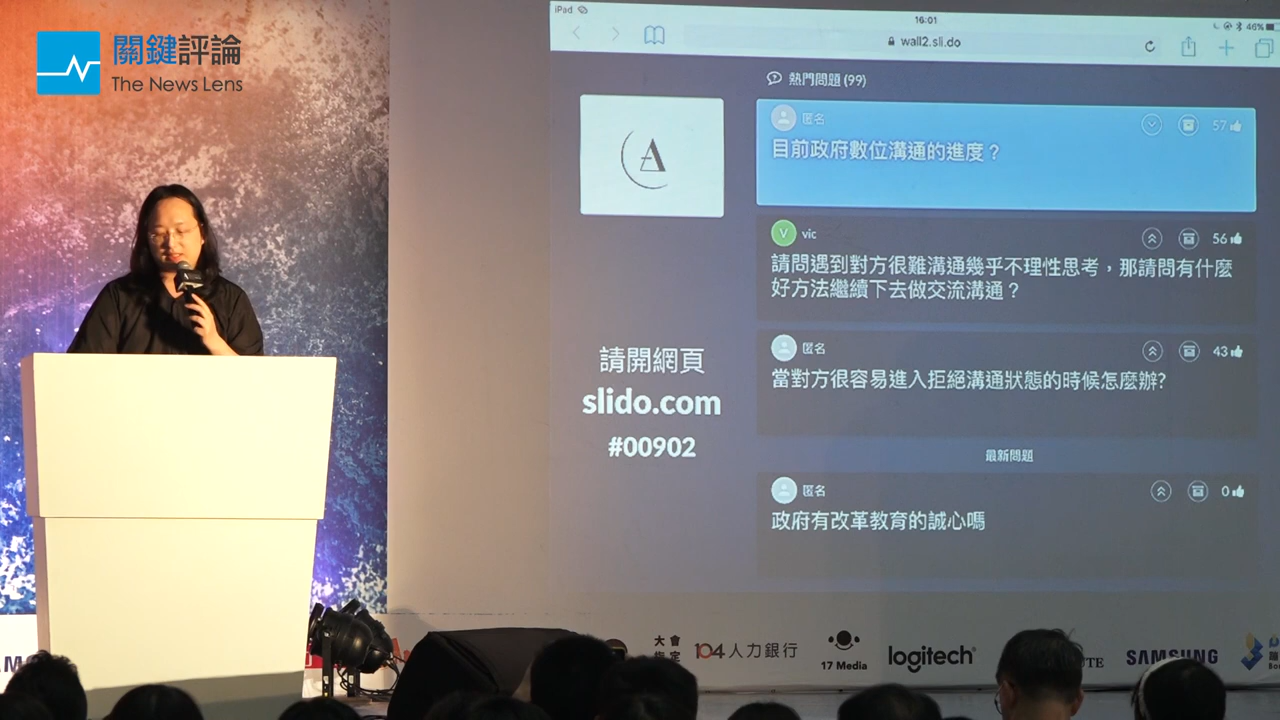 關鍵評論
The News Lens
iPad
16:01
46%
wall2.sli.do
熱門問題 (99)
匿名
57
目前政府數位溝通的進度？
V
vic
56
請問遇到對方很難溝通幾乎不理性思考，那請問有什麼
好方法繼續下去做交流溝通？
匿名
43
當對方很容易進入拒絕溝通狀態的時候怎麼辦?
請開網頁
slido.com
#00902
最新問題
匿名
0
政府有改革教育的誠心嗎
大會
指定
104人力銀行
17 Media
logitech
SAMSUNG